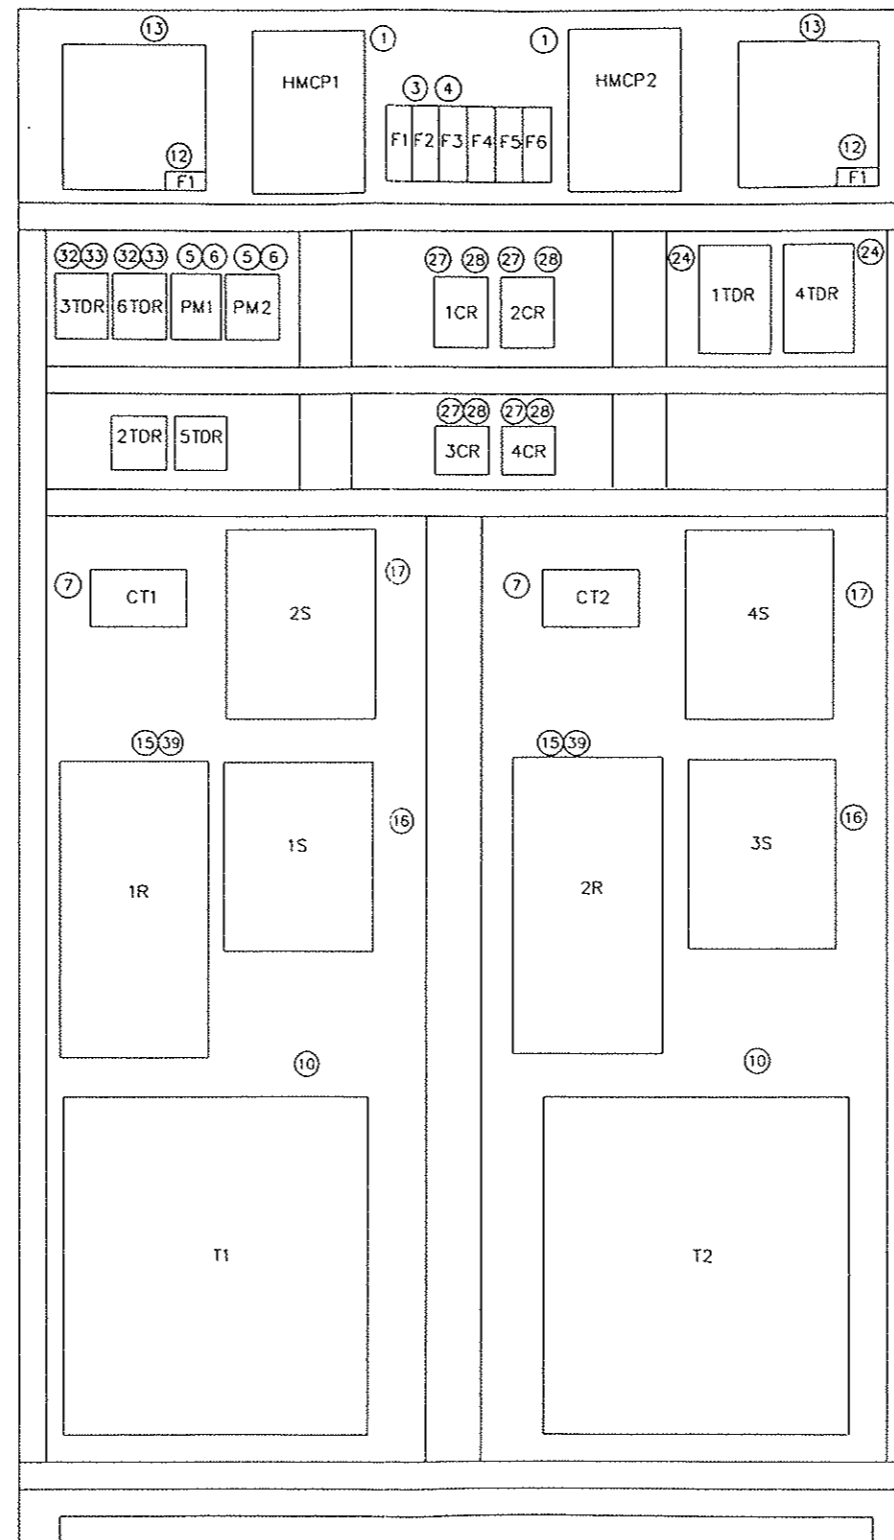 13 1 1 13
HMCP1 HMCP2
3 4
F1 F2 F3 F4 F5 F6
12 12
F1 F1
32 33 32 33 5 6 5 6 27 28 27 28 24 24
3TDR 6TDR PM1 PM2 1CR 2CR 1TDR 4TDR
27 28 27 28
2TDR 5TDR 3CR 4CR
7 CT1 2S 17 7 CT2 4S 17
15 39 15 39
1R 1S 16 2R 3S 16
10 10
T1 T2